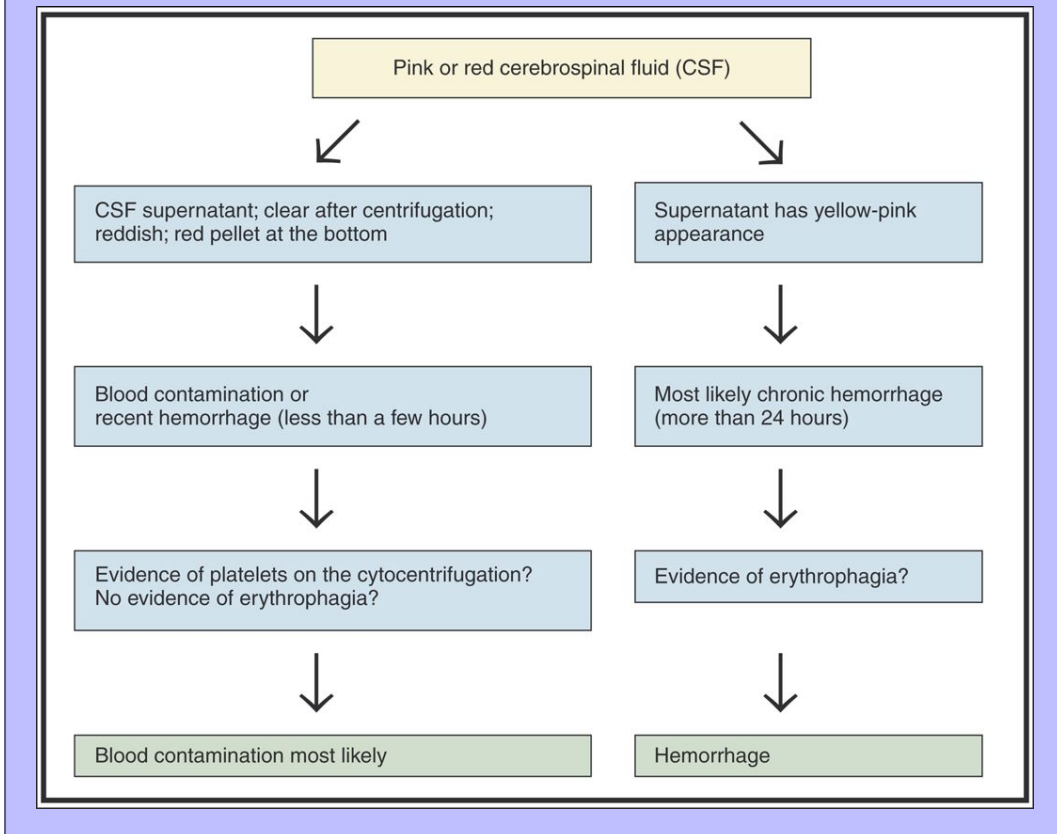 Pink or red cerebrospinal fluid (CSF)
CSF supernatant; clear after centrifugation;
reddish; red pellet at the bottom
Supernatant has yellow-pink
appearance
Blood contamination or
recent hemorrhage (less than a few hours)
Most likely chronic hemorrhage
(more than 24 hours)
Evidence of platelets on the cytocentrifugation?
No evidence of erythrophagia?
Evidence of erythrophagia?
Blood contamination most likely
Hemorrhage